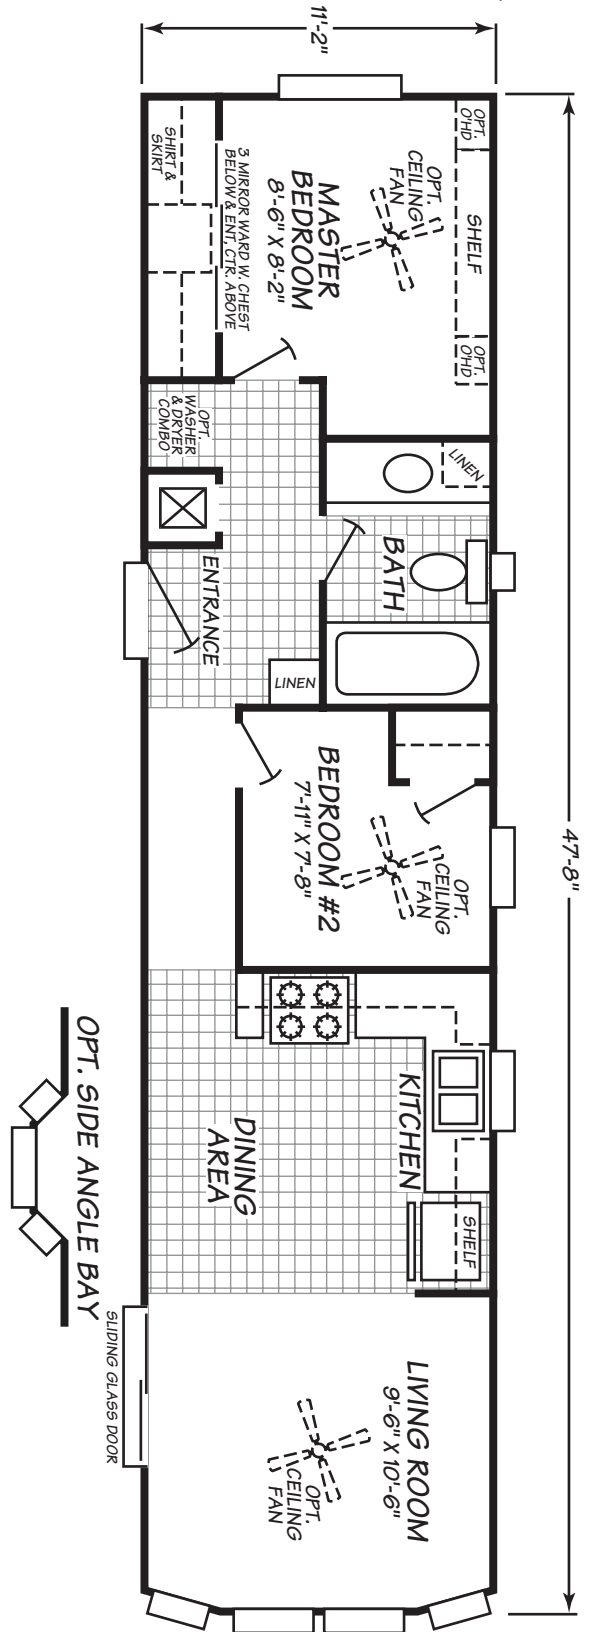 11'-2"
47'-8"
OPT.
O'HD
SHELF
OPT.
O'HD
OPT.
CEILING
FAN
MASTER
BEDROOM
8'-6" X 8'-2"
3 MIRROR WARD W. CHEST
BELOW & ENT. CTR. ABOVE
SHIRT &
SKIRT
OPT.
WASHER
& DRYER
COMBO
LINEN
BATH
ENTRANCE
LINEN
OPT.
CEILING
FAN
BEDROOM #2
7'-11" X 7'-8"
KITCHEN
SHELF
DINING
AREA
LIVING ROOM
9'-6" X 10'-6"
OPT.
CEILING
FAN
SLIDING GLASS DOOR
OPT. SIDE ANGLE BAY